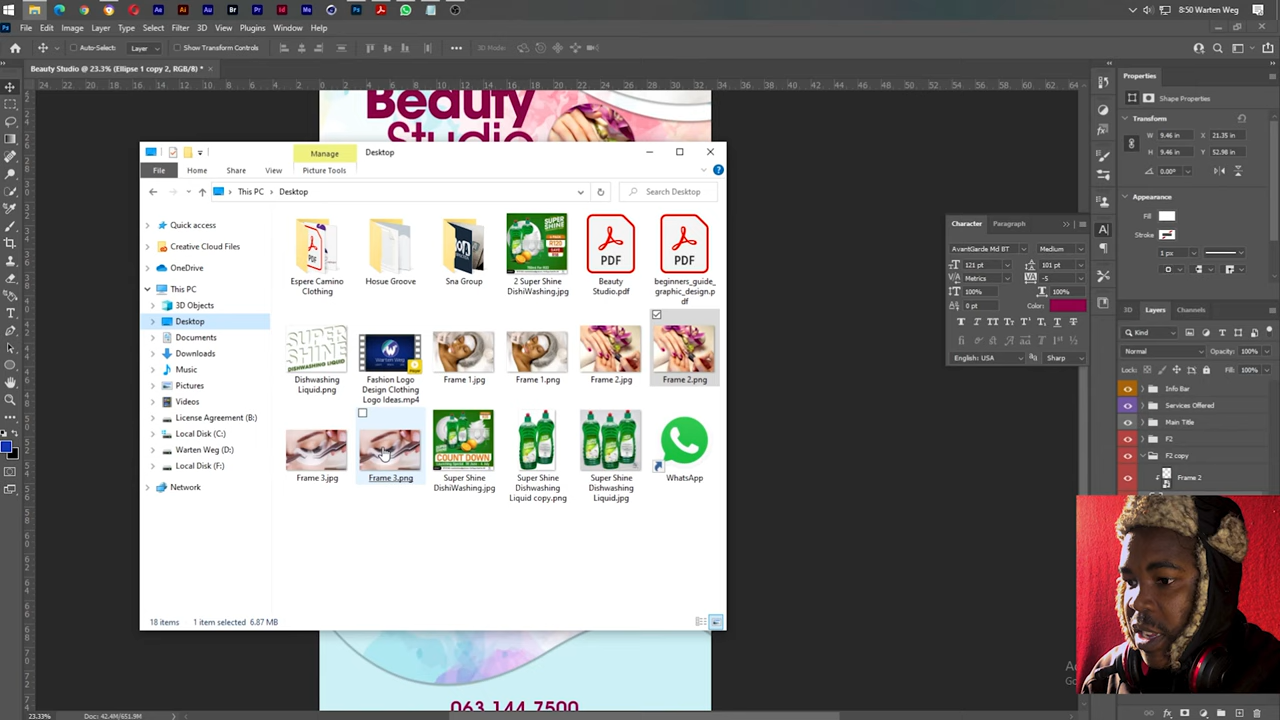 8:50 Warten Weg
File Edit Image Layer Type Select Filter 3D View Plugins Window Help
Auto-Select: Layer Show Transform Controls 3D Mode:
Beauty Studio @ 23.3% (Ellipse 1 copy 2, RGB/8) *
Beauty
Studio
Manage Desktop
File Home Share View Picture Tools
This PC Desktop Search Desktop
Quick access
Creative Cloud Files
OneDrive
This PC
3D Objects
Desktop
Documents
Downloads
Music
Pictures
Videos
License Agreement (B:)
Local Disk (C:)
Warten Weg (D:)
Local Disk (F:)
Network
Espere Camino
Clothing
Hosue Groove
Sna Group
2 Super Shine
DishiWashing.jpg
Beauty
Studio.pdf
beginners_guide
_graphic_design.p
df
Dishwashing
Liquid.png
Fashion Logo
Design Clothing
Logo Ideas.mp4
Frame 1.jpg
Frame 1.png
Frame 2.jpg
Frame 2.png
Frame 3.jpg
Frame 3.png
Super Shine
DishiWashing.jpg
Super Shine
Dishwashing
Liquid copy.png
Super Shine
Dishwashing
Liquid.jpg
WhatsApp
18 items 1 item selected 6.87 MB
063 144 7500
Properties
Shape Properties
Transform
W: 9.46 in X: 21.35 in
H: 9.46 in Y: 52.98 in
0.00°
Appearance
Fill
Stroke
1 px
Character Paragraph
AvantGarde Md BT Medium
121 pt 101 pt
Metrics -5
100% 100%
0 pt Color:
English: USA Sharp
3D Layers Channels
Kind
Normal Opacity: 100%
Lock: Fill: 100%
Info Bar
Services Offered
Main Title
F2
F2 copy
Frame 2
23.33% Doc: 42.4M/651.9M